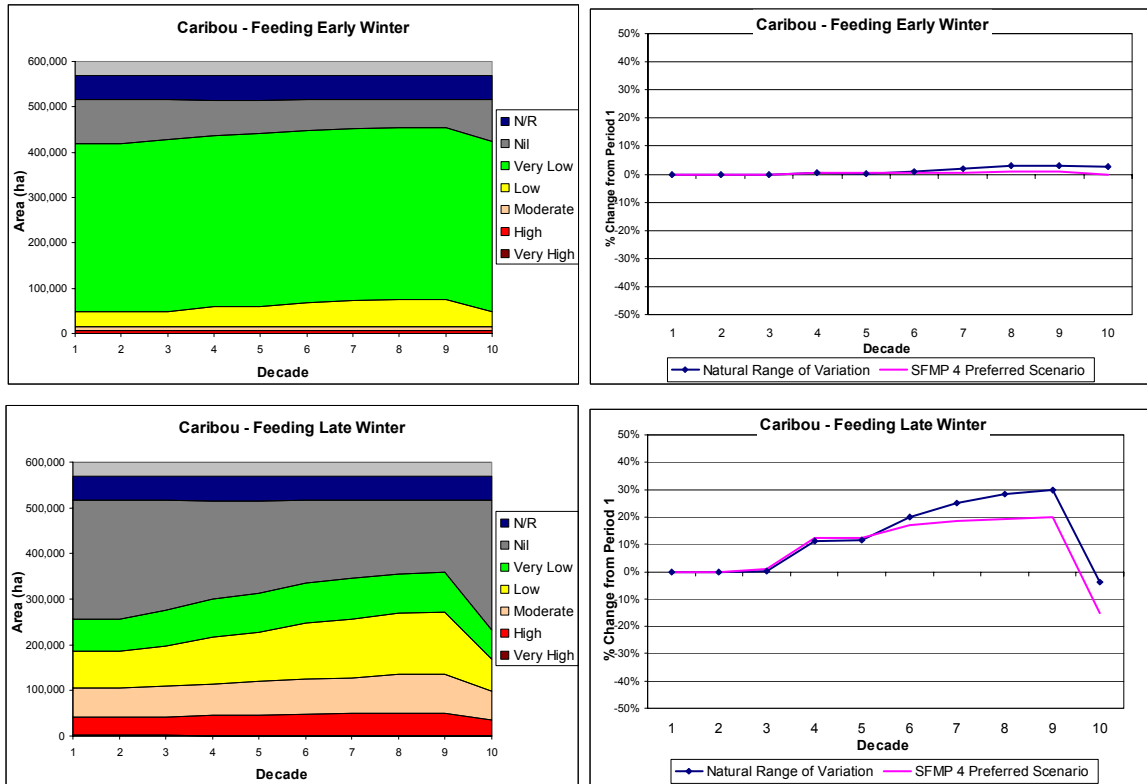 Caribou - Feeding Early Winter
600,000
500,000
400,000
300,000
200,000
100,000
0
Area (ha)
1 2 3 4 5 6 7 8 9 10
Decade
N/R
Nil
Very Low
Low
Moderate
High
Very High
Caribou - Feeding Early Winter
50%
40%
30%
20%
10%
0%
-10%
-20%
-30%
-40%
-50%
% Change from Period 1
1 2 3 4 5 6 7 8 9 10
Decade
Natural Range of Variation SFMP 4 Preferred Scenario
Caribou - Feeding Late Winter
600,000
500,000
400,000
300,000
200,000
100,000
0
Area (ha)
1 2 3 4 5 6 7 8 9 10
Decade
N/R
Nil
Very Low
Low
Moderate
High
Very High
Caribou - Feeding Late Winter
50%
40%
30%
20%
10%
0%
-10%
-20%
-30%
-40%
-50%
% Change from Period 1
1 2 3 4 5 6 7 8 9 10
Decade
Natural Range of Variation SFMP 4 Preferred Scenario